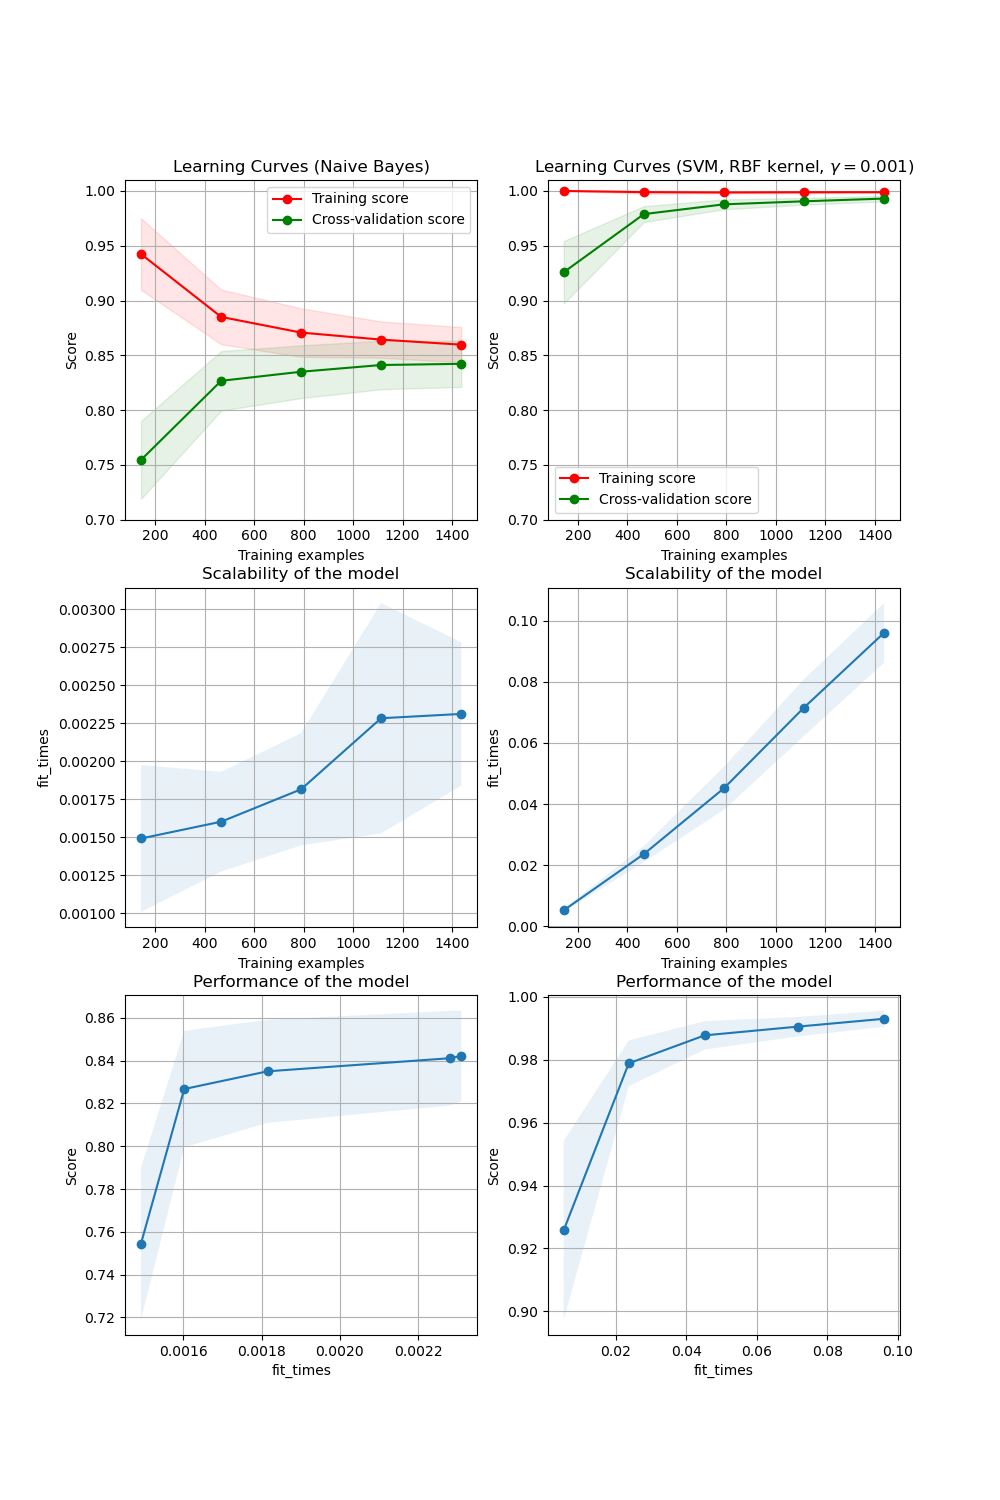 Learning Curves (Naive Bayes)
1.00
0.95
0.90
0.85
0.80
0.75
0.70
Score
Training score
Cross-validation score
200 400 600 800 1000 1200 1400
Training examples
Learning Curves (SVM, RBF kernel, γ = 0.001)
1.00
0.95
0.90
0.85
0.80
0.75
0.70
Score
Training score
Cross-validation score
200 400 600 800 1000 1200 1400
Training examples
Scalability of the model
0.00300
0.00275
0.00250
0.00225
0.00200
0.00175
0.00150
0.00125
0.00100
fit_times
200 400 600 800 1000 1200 1400
Training examples
Scalability of the model
0.10
0.08
0.06
0.04
0.02
0.00
fit_times
200 400 600 800 1000 1200 1400
Training examples
Performance of the model
0.86
0.84
0.82
0.80
0.78
0.76
0.74
0.72
Score
0.0016 0.0018 0.0020 0.0022
fit_times
Performance of the model
1.00
0.98
0.96
0.94
0.92
0.90
Score
0.02 0.04 0.06 0.08 0.10
fit_times